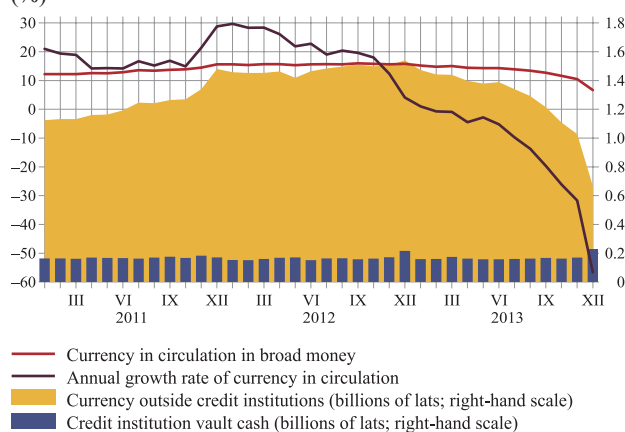 (%)
30 1.8
20 1.6
10 1.4
0 1.2
–10 1.0
–20 0.8
–30 0.6
–40 0.4
–50 0.2
–60 0
III VI IX XII III VI IX XII III VI IX XII
2011 2012 2013
Currency in circulation in broad money
Annual growth rate of currency in circulation
Currency outside credit institutions (billions of lats; right-hand scale)
Credit institution vault cash (billions of lats; right-hand scale)